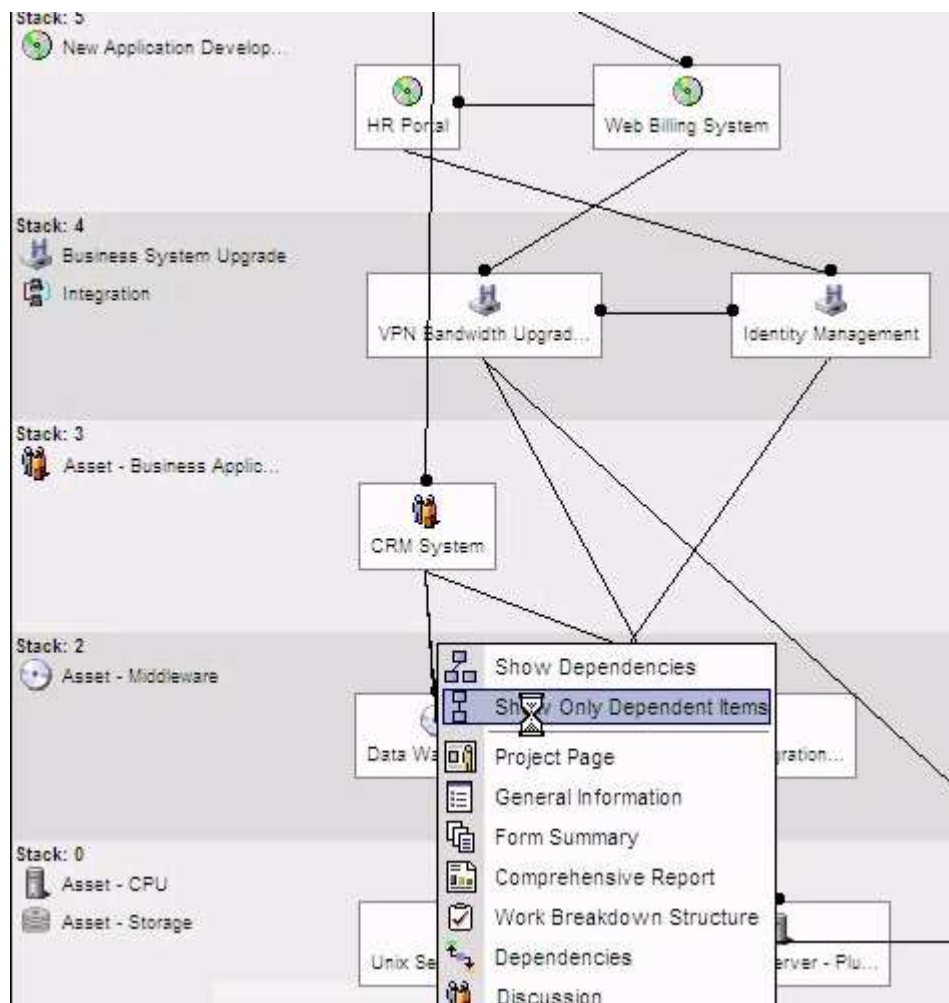 Stack: 5
New Application Develop...
HR Portal
Web Billing System
Stack: 4
Business System Upgrade
Integration
VPN Bandwidth Upgrad...
Identity Management
Stack: 3
Asset - Business Applic...
CRM System
Stack: 2
Asset - Middleware
Show Dependencies
Show Only Dependent Items
Data Wa
gration...
Project Page
General Information
Form Summary
Stack: 0
Asset - CPU
Asset - Storage
Comprehensive Report
Work Breakdown Structure
Unix Se
Dependencies
erver - Plu...
Discussion